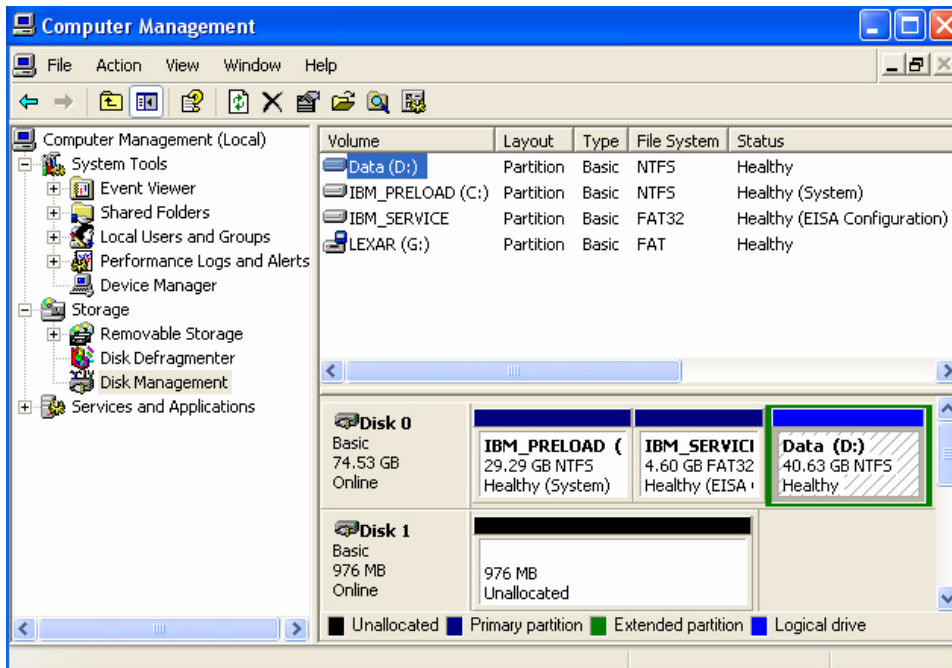 Computer Management
File Action View Window Help
Computer Management (Local)
System Tools
Event Viewer
Shared Folders
Local Users and Groups
Performance Logs and Alerts
Device Manager
Storage
Removable Storage
Disk Defragmenter
Disk Management
Services and Applications
Volume Layout Type File System Status
Data (D:) Partition Basic NTFS Healthy
IBM_PRELOAD (C:) Partition Basic NTFS Healthy (System)
IBM_SERVICE Partition Basic FAT32 Healthy (EISA Configuration)
LEXAR (G:) Partition Basic FAT Healthy
Disk 0
Basic
74.53 GB
Online
IBM_PRELOAD (
29.29 GB NTFS
Healthy (System)
IBM_SERVICI
4.60 GB FAT32
Healthy (EISA
Data (D:)
40.63 GB NTFS
Healthy
Disk 1
Basic
976 MB
Online
976 MB
Unallocated
Unallocated Primary partition Extended partition Logical drive